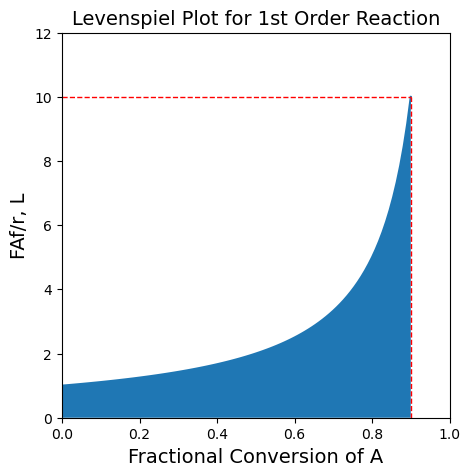 Levenspiel Plot for 1st Order Reaction
12
10
8
6
4
2
0
FAf/r, L
0.0 0.2 0.4 0.6 0.8 1.0
Fractional Conversion of A